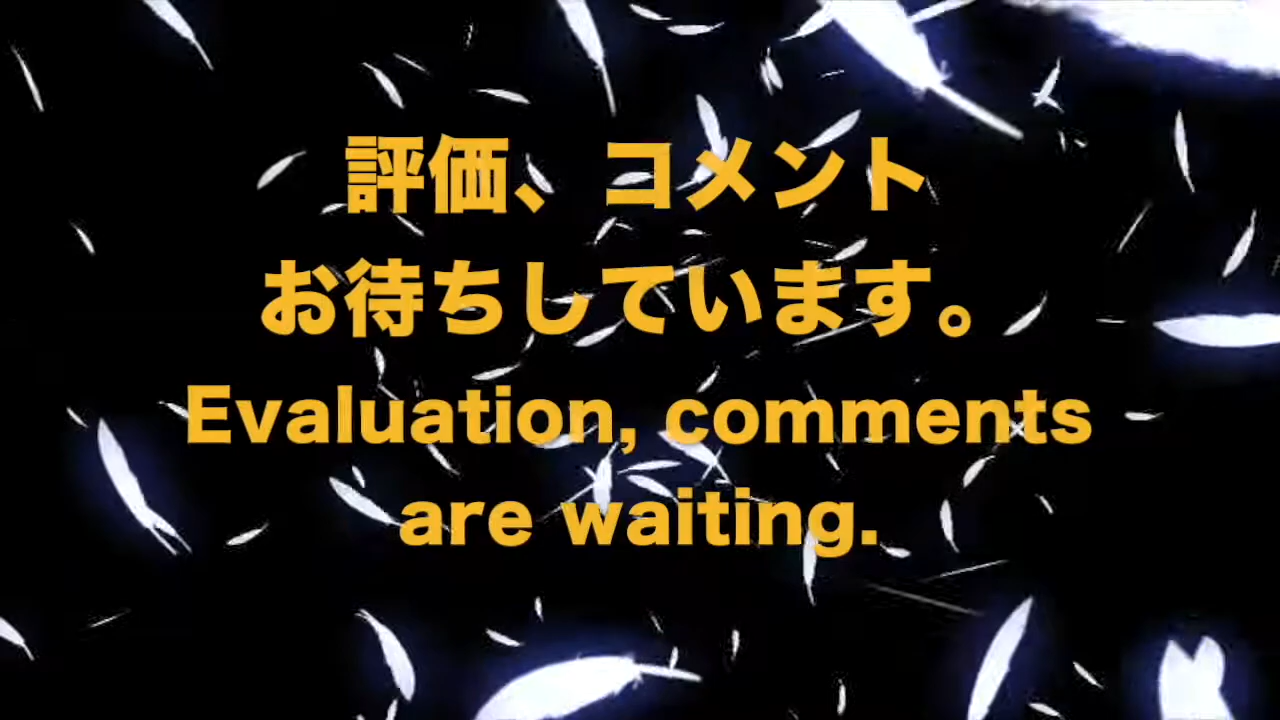 評価、コメント
お待ちしています。
Evaluation, comments
are waiting.